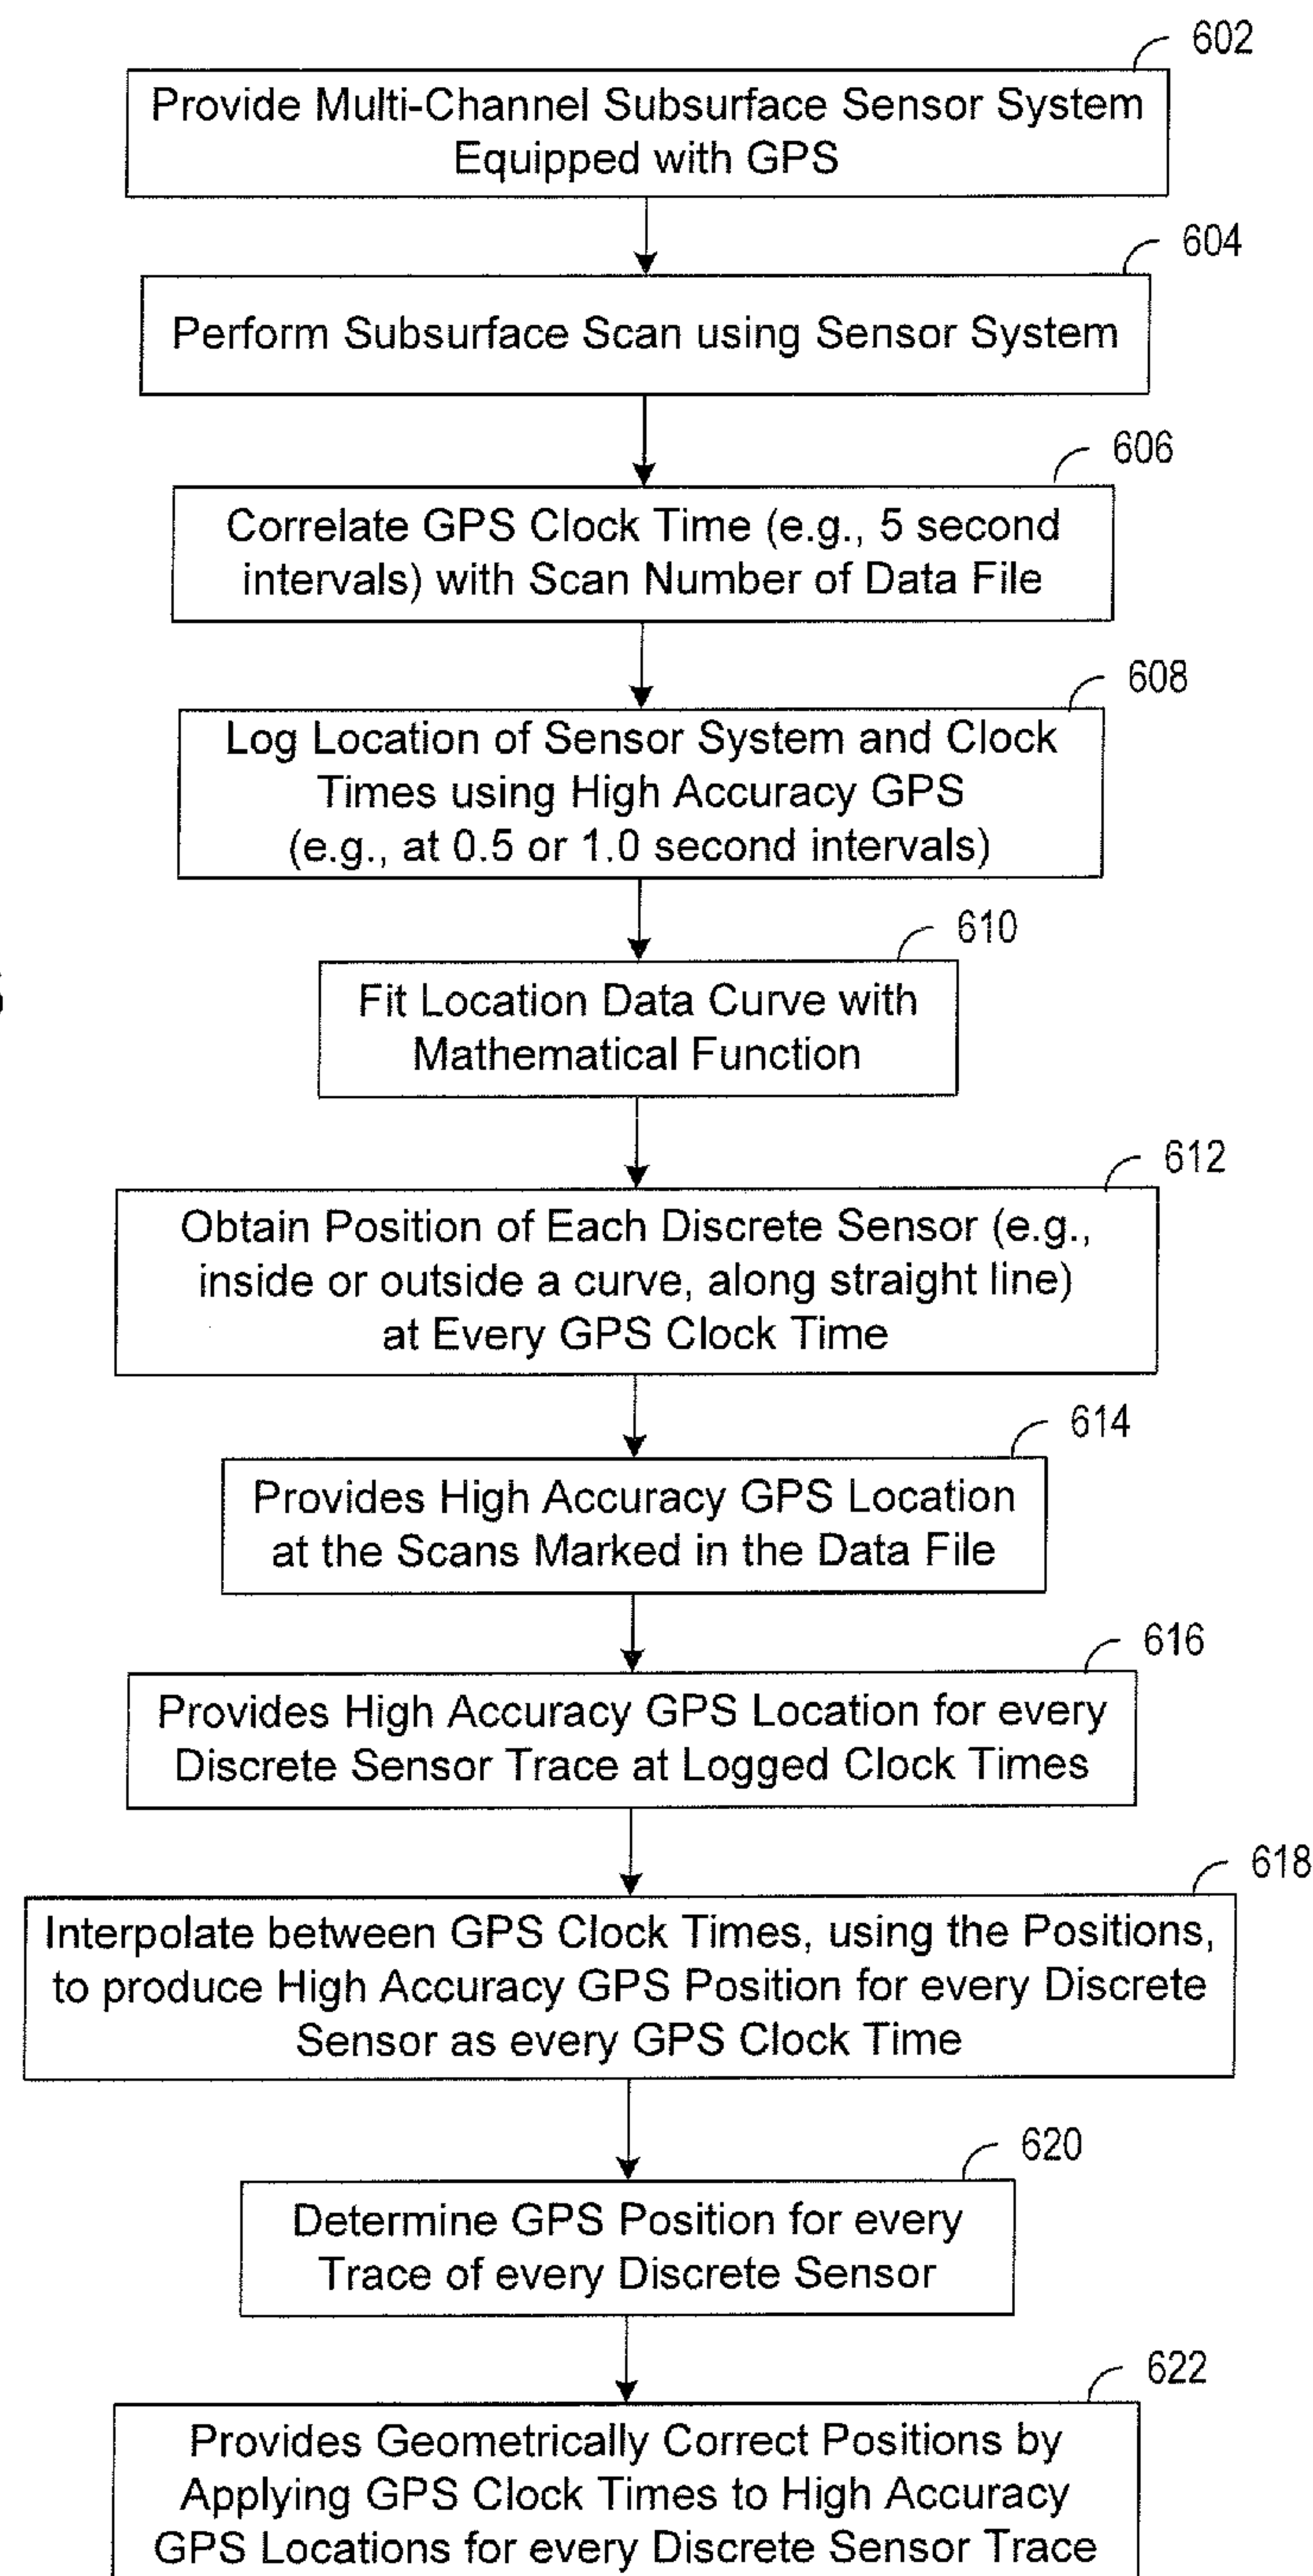 602
Provide Multi-Channel Subsurface Sensor System
Equipped with GPS
604
Perform Subsurface Scan using Sensor System
606
Correlate GPS Clock Time (e.g., 5 second
intervals) with Scan Number of Data File
608
Log Location of Sensor System and Clock
Times using High Accuracy GPS
(e.g., at 0.5 or 1.0 second intervals)
610
Fit Location Data Curve with
Mathematical Function
612
Obtain Position of Each Discrete Sensor (e.g.,
inside or outside a curve, along straight line)
at Every GPS Clock Time
614
Provides High Accuracy GPS Location
at the Scans Marked in the Data File
616
Provides High Accuracy GPS Location for every
Discrete Sensor Trace at Logged Clock Times
618
Interpolate between GPS Clock Times, using the Positions,
to produce High Accuracy GPS Position for every Discrete
Sensor as every GPS Clock Time
620
Determine GPS Position for every
Trace of every Discrete Sensor
622
Provides Geometrically Correct Positions by
Applying GPS Clock Times to High Accuracy
GPS Locations for every Discrete Sensor Trace